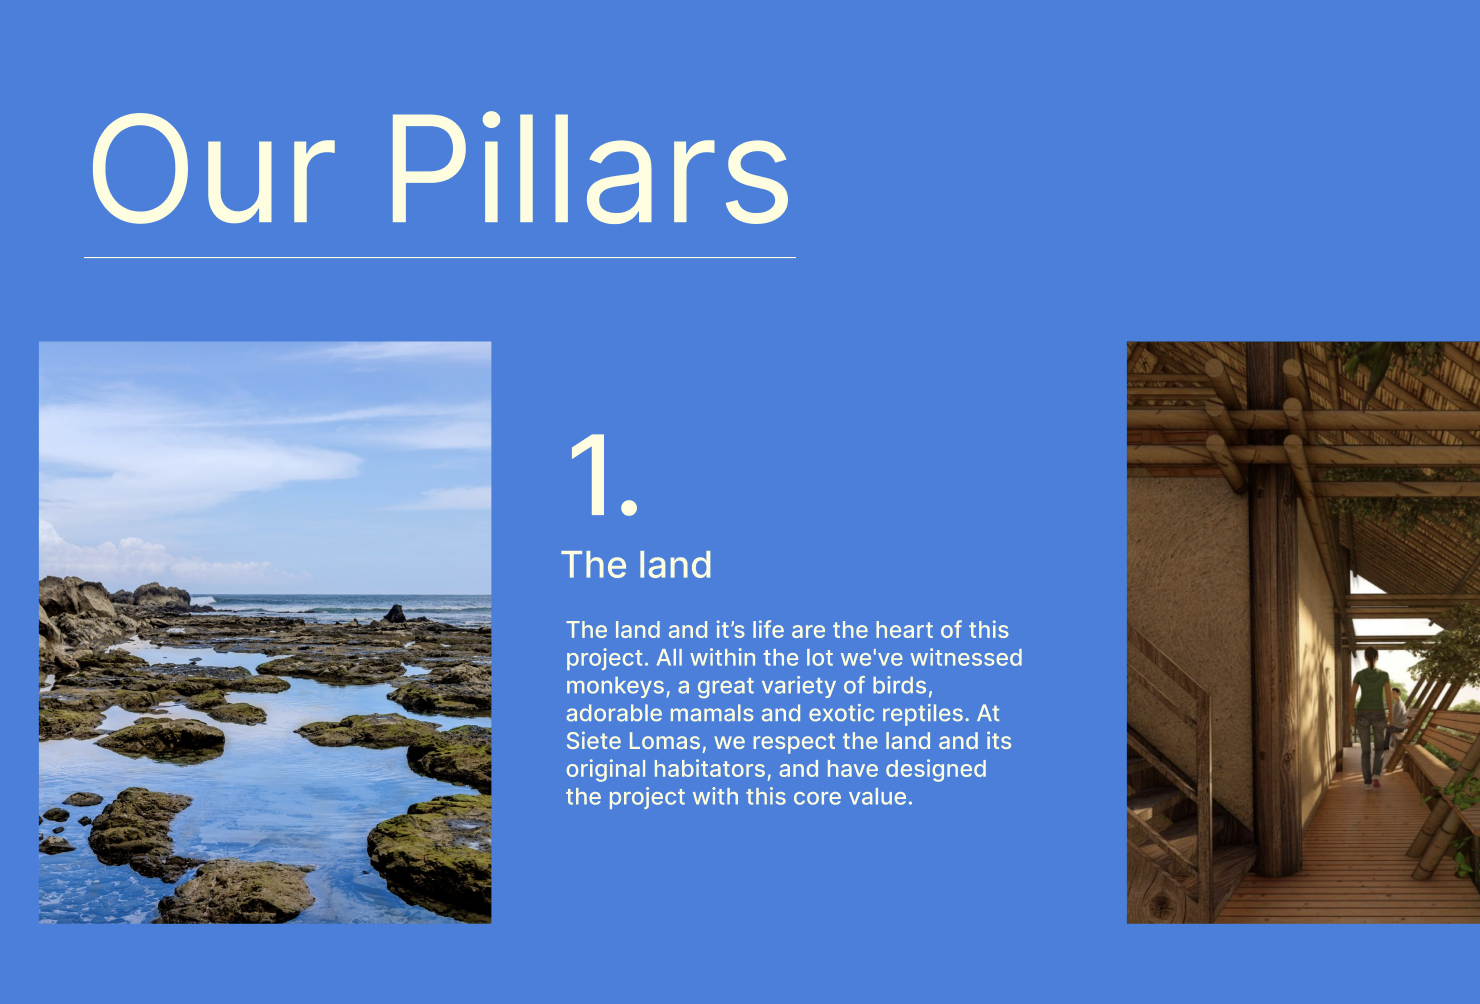 Our Pillars
1.
The land
The land and it’s life are the heart of this
project. All within the lot we've witnessed
monkeys, a great variety of birds,
adorable mamals and exotic reptiles. At
Siete Lomas, we respect the land and its
original habitators, and have designed
the project with this core value.